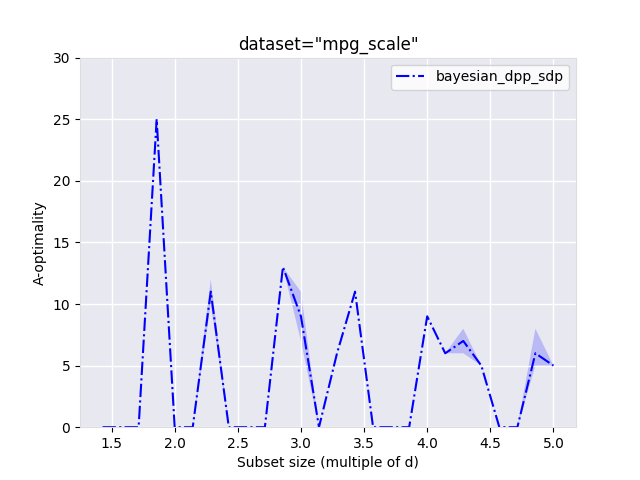 dataset="mpg_scale"
bayesian_dpp_sdp
30
25
20
15
10
5
0
A-optimality
1.5 2.0 2.5 3.0 3.5 4.0 4.5 5.0
Subset size (multiple of d)